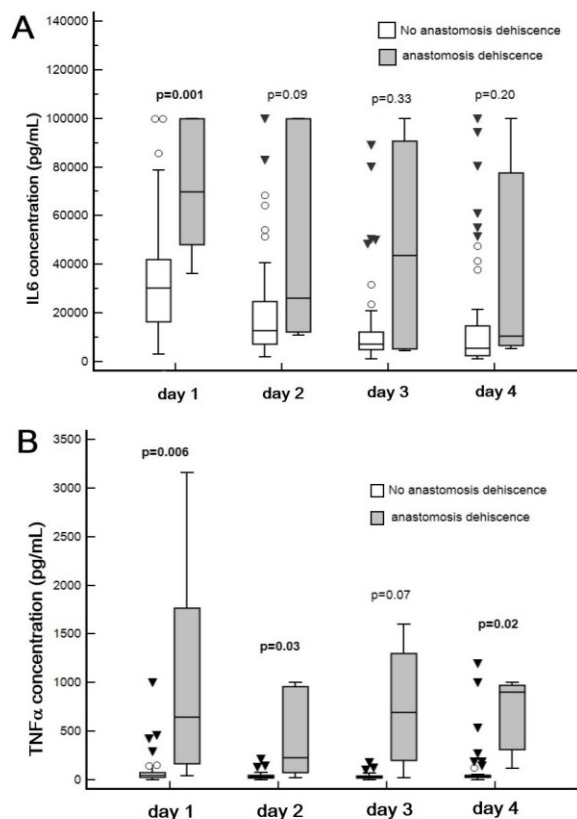 A
No anastomosis dehiscence
anastomosis dehiscence
IL6 concentration (pg/mL)
140000
120000
100000
80000
60000
40000
20000
0
p=0.001
p=0.09
p=0.33
p=0.20
day 1
day 2
day 3
day 4
B
No anastomosis dehiscence
anastomosis dehiscence
TNFα concentration (pg/mL)
3500
3000
2500
2000
1500
1000
500
0
p=0.006
p=0.03
p=0.07
p=0.02
day 1
day 2
day 3
day 4